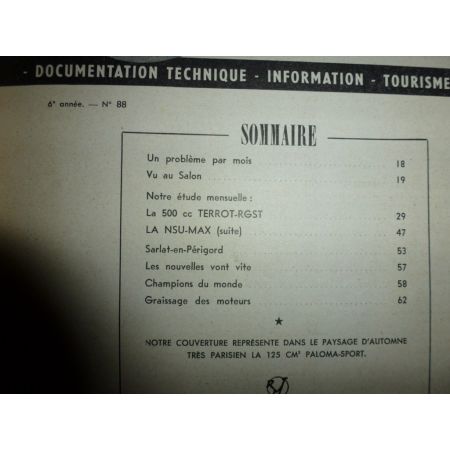 - DOCUMENTATION TECHNIQUE - INFORMATION - TOURISME
6e année. — N° 88
SOMMAIRE
Un problème par mois 18
Vu au Salon 19
Notre étude mensuelle :
La 500 cc TERROT-RGST 29
LA NSU-MAX (suite) 47
Sarlat-en-Périgord 53
Les nouvelles vont vite 57
Champions du monde 58
Graissage des moteurs 62
★
NOTRE COUVERTURE REPRÉSENTE DANS LE PAYSAGE D'AUTOMNE
TRÈS PARISIEN LA 125 CM³ PALOMA-SPORT.